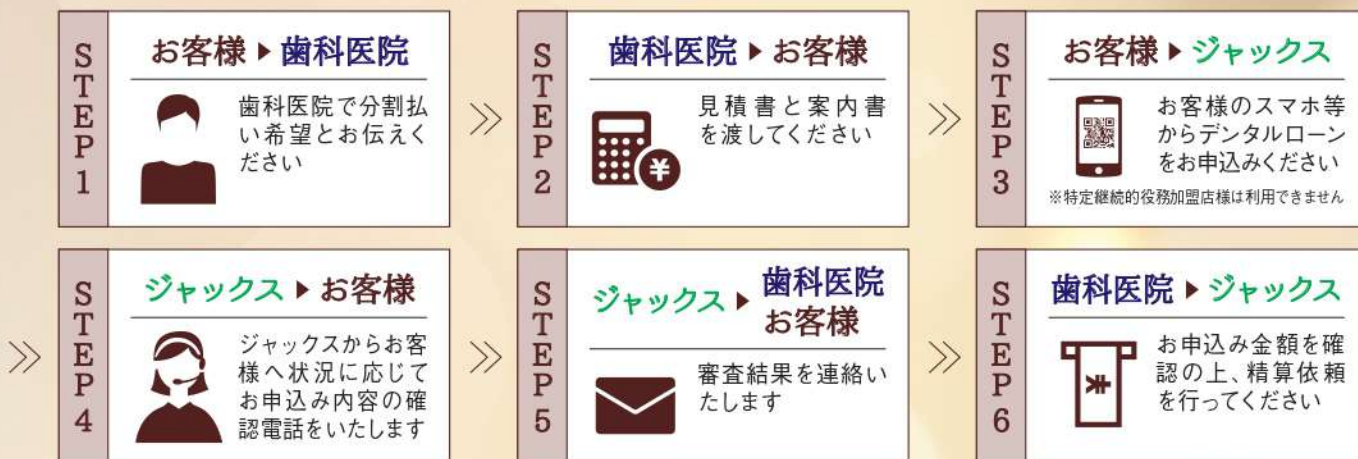 STEP1
お客様▶歯科医院
歯科医院で分割払
い希望とお伝えく
ださい
STEP2
歯科医院▶お客様
見積書と案内書
を渡してください
STEP3
お客様▶ジャックス
お客様のスマホ等
からデンタルローン
をお申込みください
※特定継続的役務加盟店様は利用できません
STEP4
ジャックス▶お客様
ジャックスからお客
様へ状況に応じて
お申込み内容の確
認電話をいたします
STEP5
ジャックス▶歯科医院
お客様
審査結果を連絡い
たします
STEP6
歯科医院▶ジャックス
お申込み金額を確
認の上、精算依頼
を行ってください